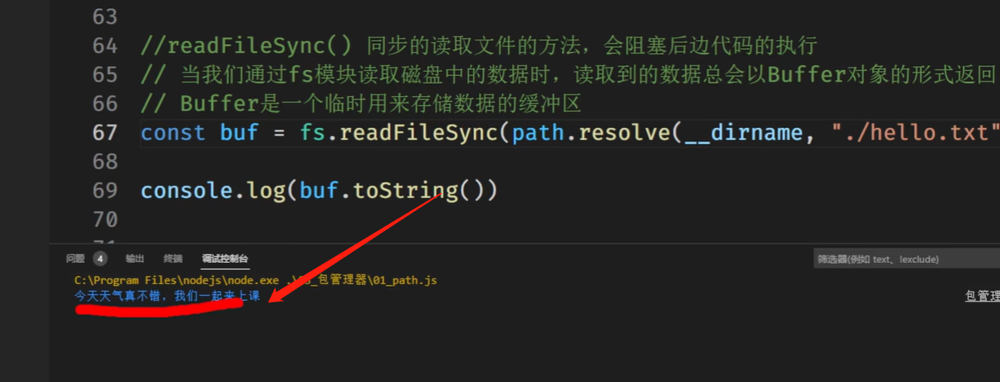 63
64 //readFileSync() 同步的读取文件的方法，会阻塞后边代码的执行
65 // 当我们通过fs模块读取磁盘中的数据时，读取到的数据总会以Buffer对象的形式返回
66 // Buffer是一个临时用来存储数据的缓冲区
67 const buf = fs.readFileSync(path.resolve(__dirname, "./hello.txt"
68
69 console.log(buf.toString())
70
问题 4 输出 终端 调试控制台 筛选器(例如 text、!exclude)
C:\Program Files\nodejs\node.exe .\03_包管理器\01_path.js
今天天气真不错，我们一起来上课 包管理